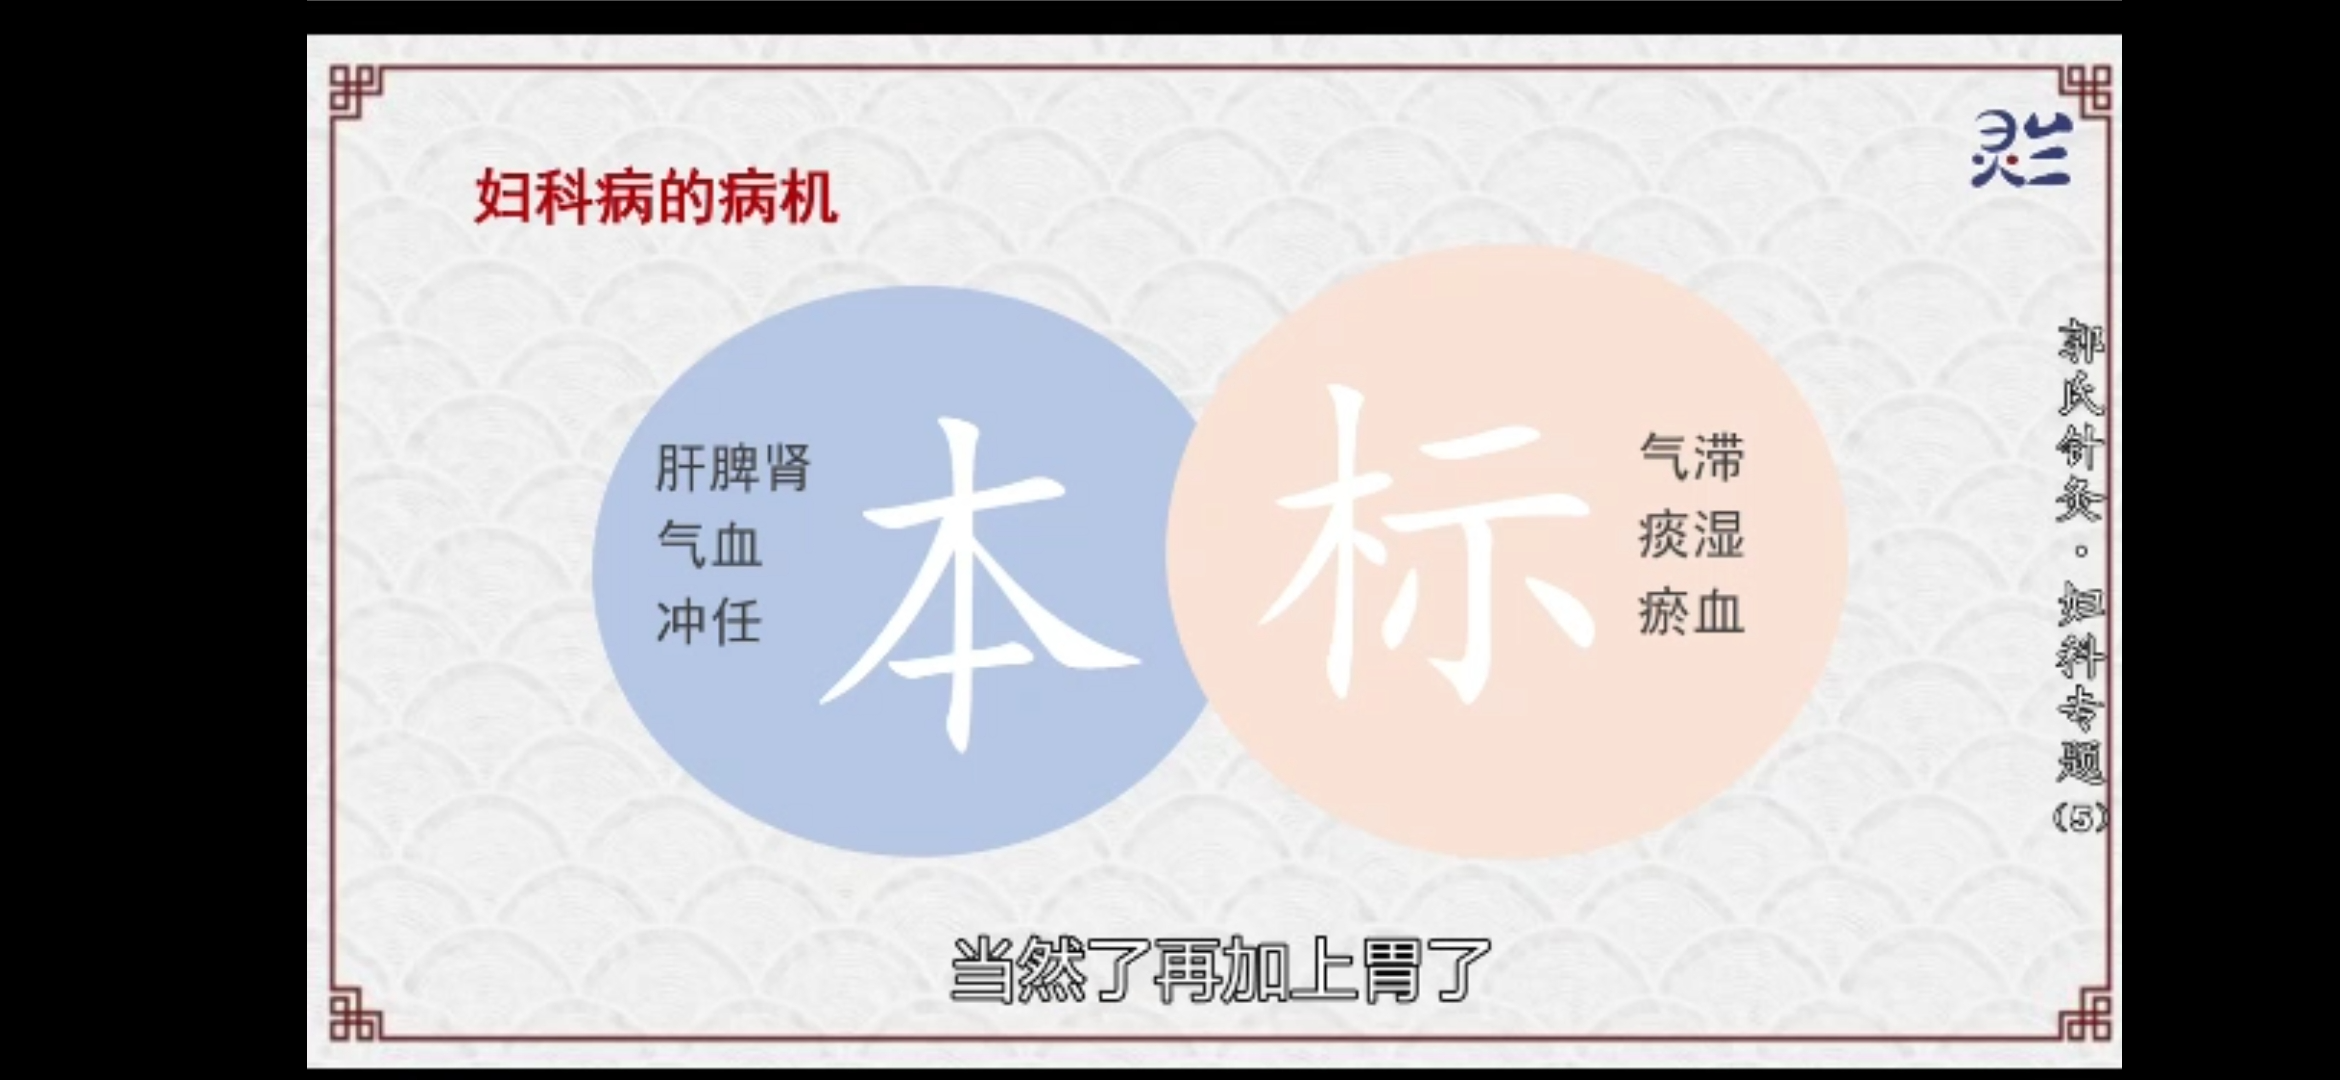 妇科病的病机
本
肝脾肾
气血
冲任
标
气滞
痰湿
瘀血
郭氏针灸·妇科专题(5)
当然了再加上胃了